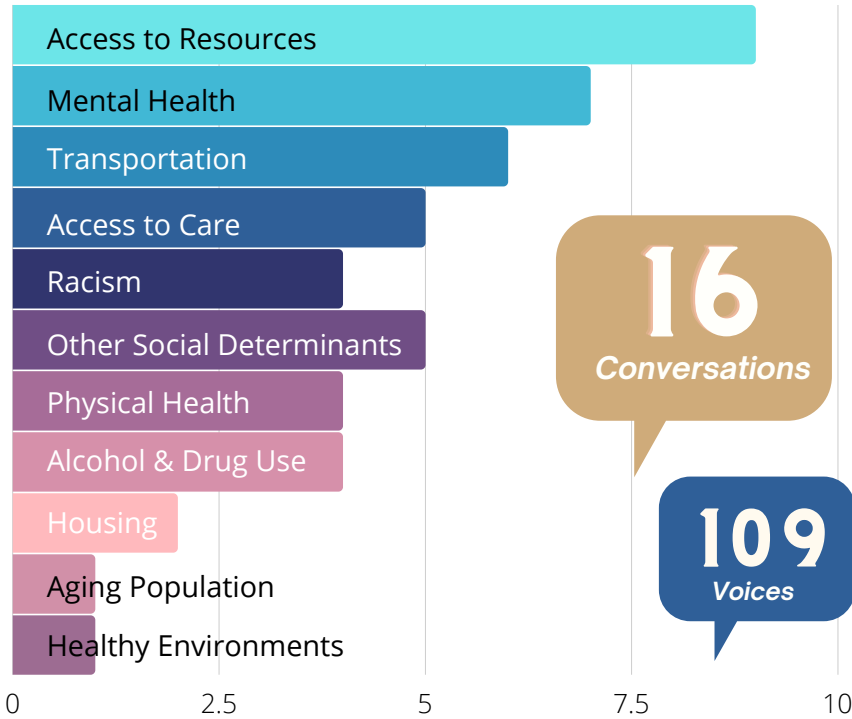 Access to Resources
Mental Health
Transportation
Access to Care
Racism
Other Social Determinants
Physical Health
Alcohol & Drug Use
Housing
Aging Population
Healthy Environments
0 2.5 5 7.5 10
16
Conversations
109
Voices